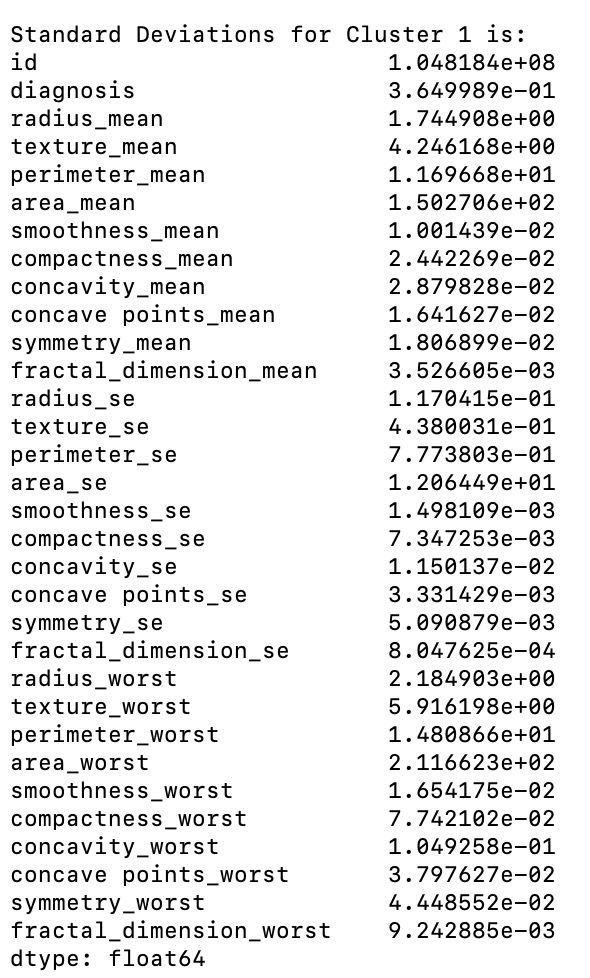 Standard Deviations for Cluster 1 is:
id 1.048184e+08
diagnosis 3.649989e-01
radius_mean 1.744908e+00
texture_mean 4.246168e+00
perimeter_mean 1.169668e+01
area_mean 1.502706e+02
smoothness_mean 1.001439e-02
compactness_mean 2.442269e-02
concavity_mean 2.879828e-02
concave points_mean 1.641627e-02
symmetry_mean 1.806899e-02
fractal_dimension_mean 3.526605e-03
radius_se 1.170415e-01
texture_se 4.380031e-01
perimeter_se 7.773803e-01
area_se 1.206449e+01
smoothness_se 1.498109e-03
compactness_se 7.347253e-03
concavity_se 1.150137e-02
concave points_se 3.331429e-03
symmetry_se 5.090879e-03
fractal_dimension_se 8.047625e-04
radius_worst 2.184903e+00
texture_worst 5.916198e+00
perimeter_worst 1.480866e+01
area_worst 2.116623e+02
smoothness_worst 1.654175e-02
compactness_worst 7.742102e-02
concavity_worst 1.049258e-01
concave points_worst 3.797627e-02
symmetry_worst 4.448552e-02
fractal_dimension_worst 9.242885e-03
dtype: float64